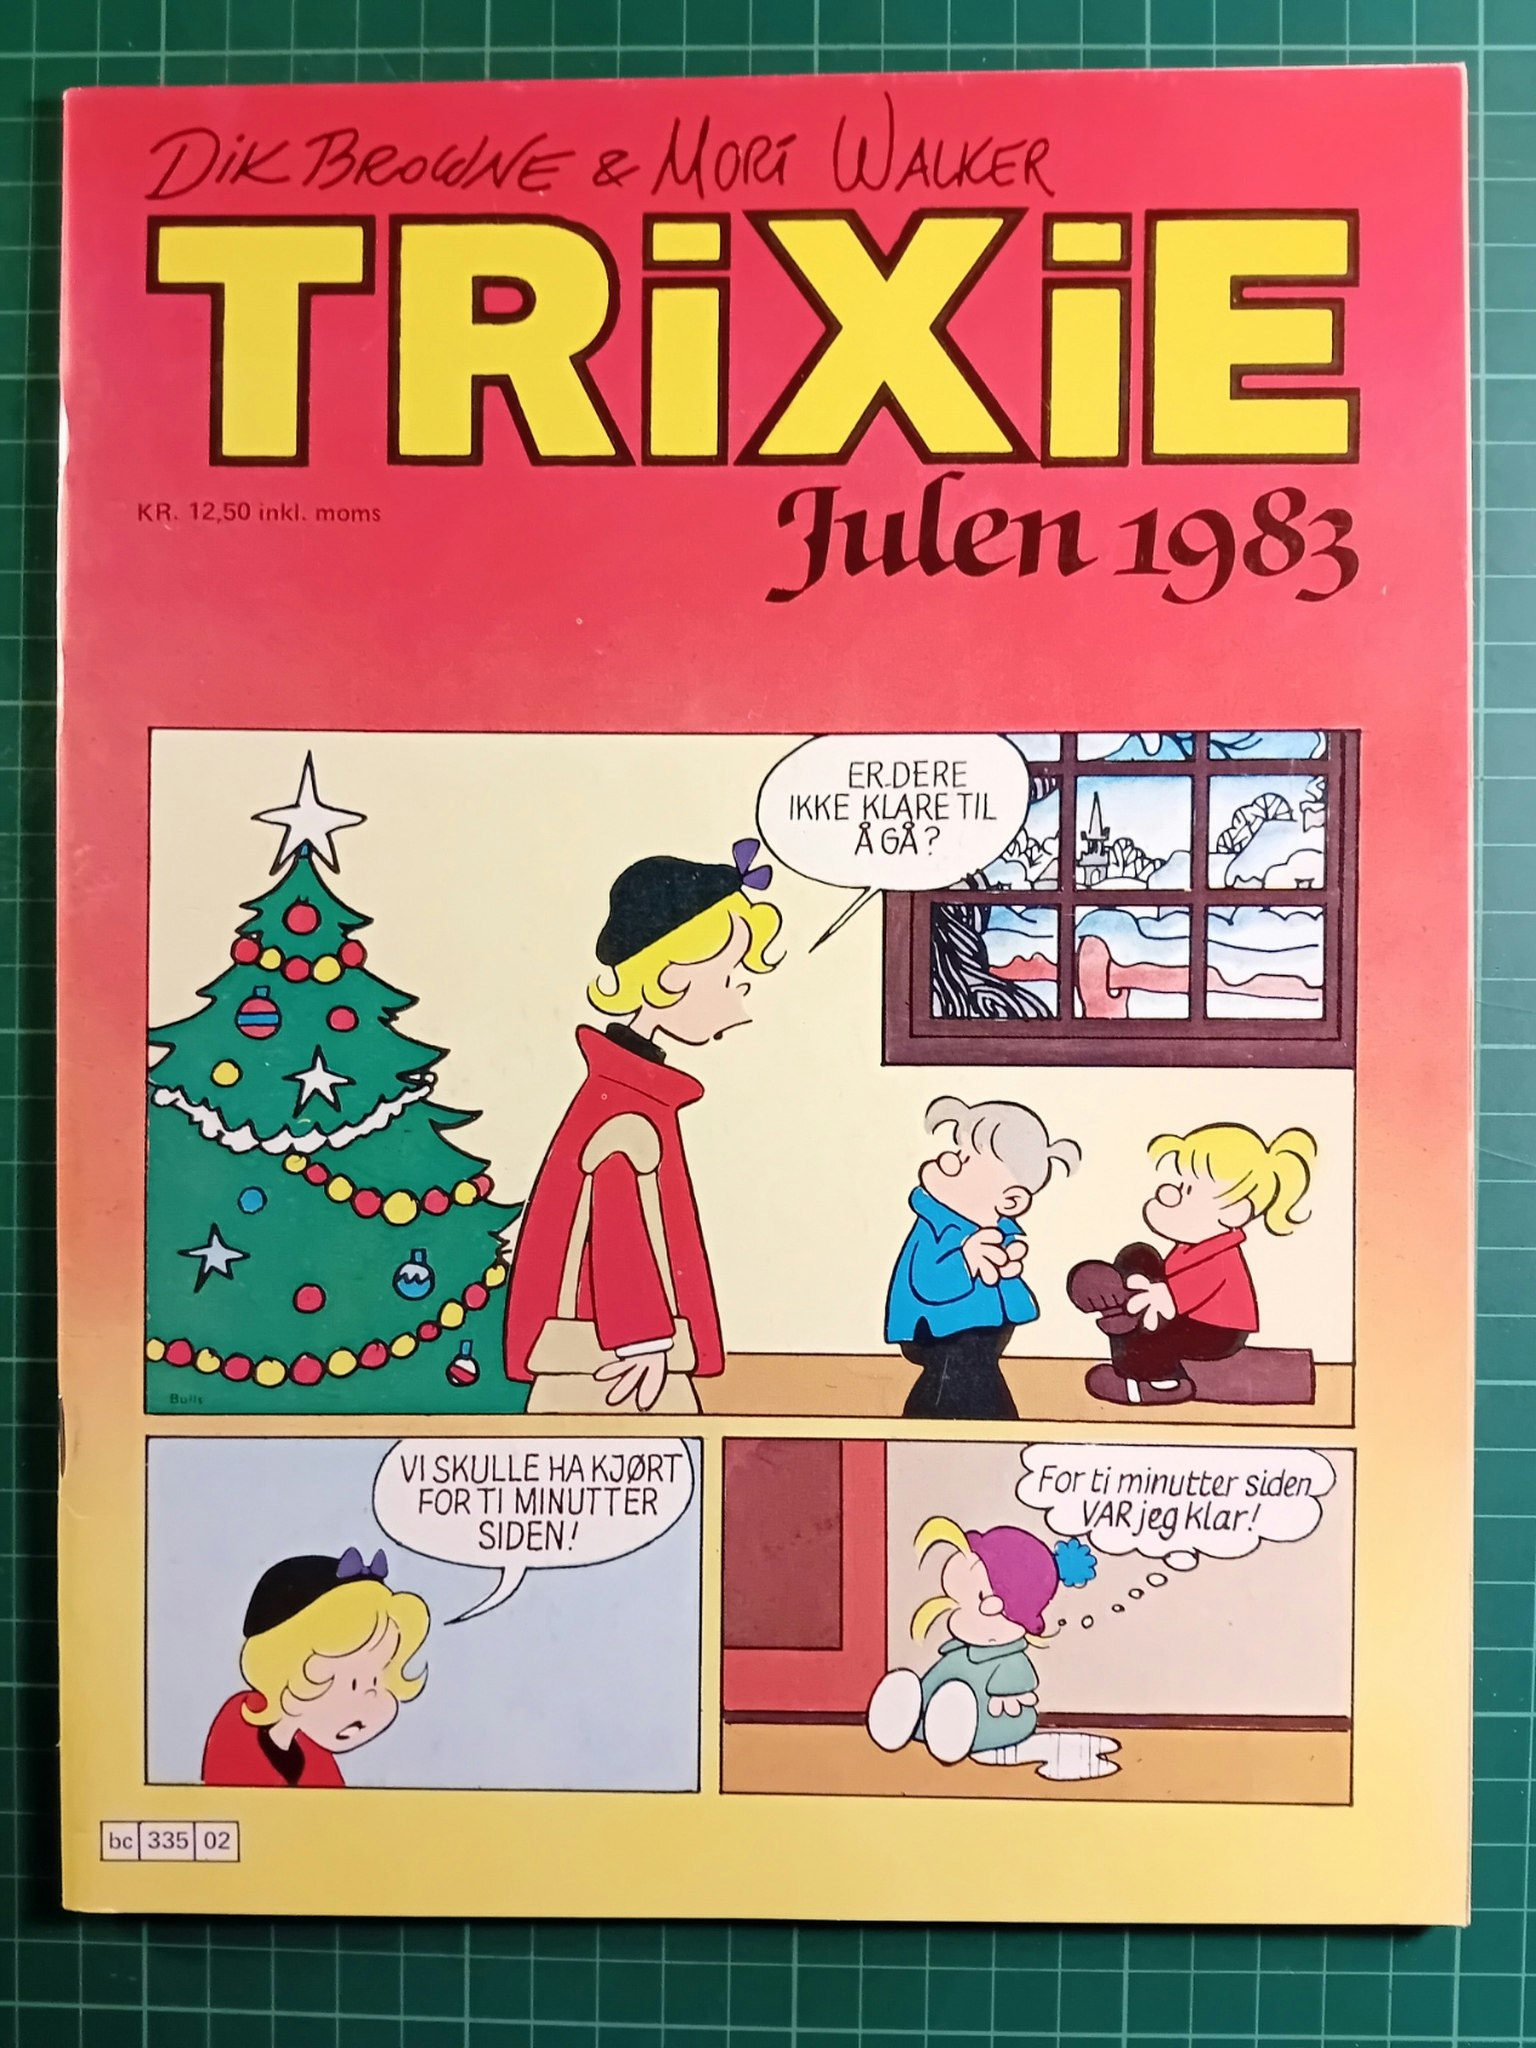 DiK BROWNE & MORT WALKER
TRiXiE
Julen 1983
KR. 12,50 inkl. moms
ER DERE
IKKE KLARE TIL
Å GÅ?
Bulls
VI SKULLE HA KJØRT
FOR TI MINUTTER
SIDEN!
For ti minutter siden
VAR jeg klar!
bc 335 02